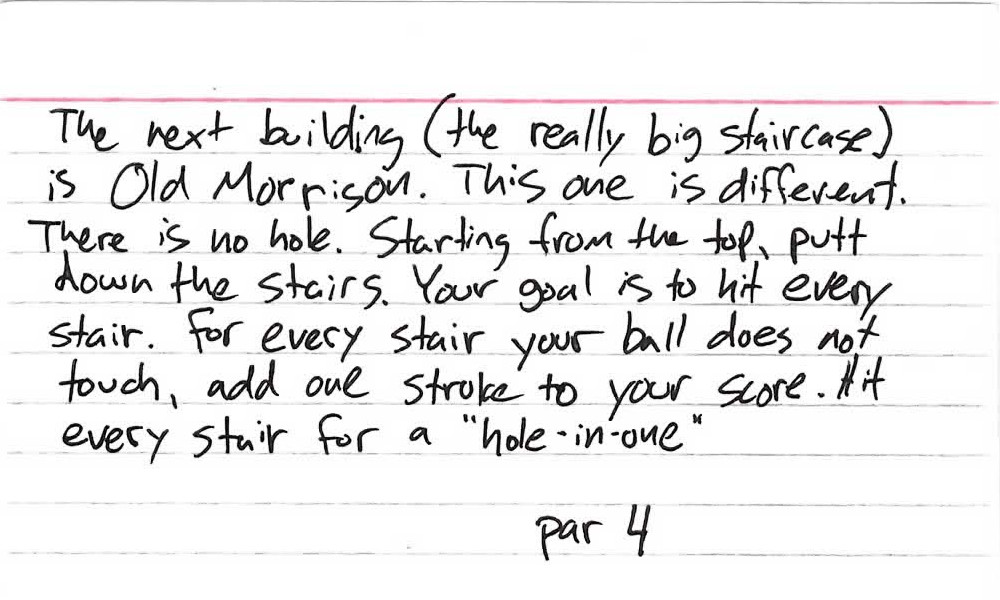 The next building (the really big staircase)
is Old Morrison. This one is different.
There is no hole. Starting from the top, putt
down the stairs. Your goal is to hit every
stair. For every stair your ball does not
touch, add one stroke to your score. Hit
every stair for a "hole-in-one"
par 4